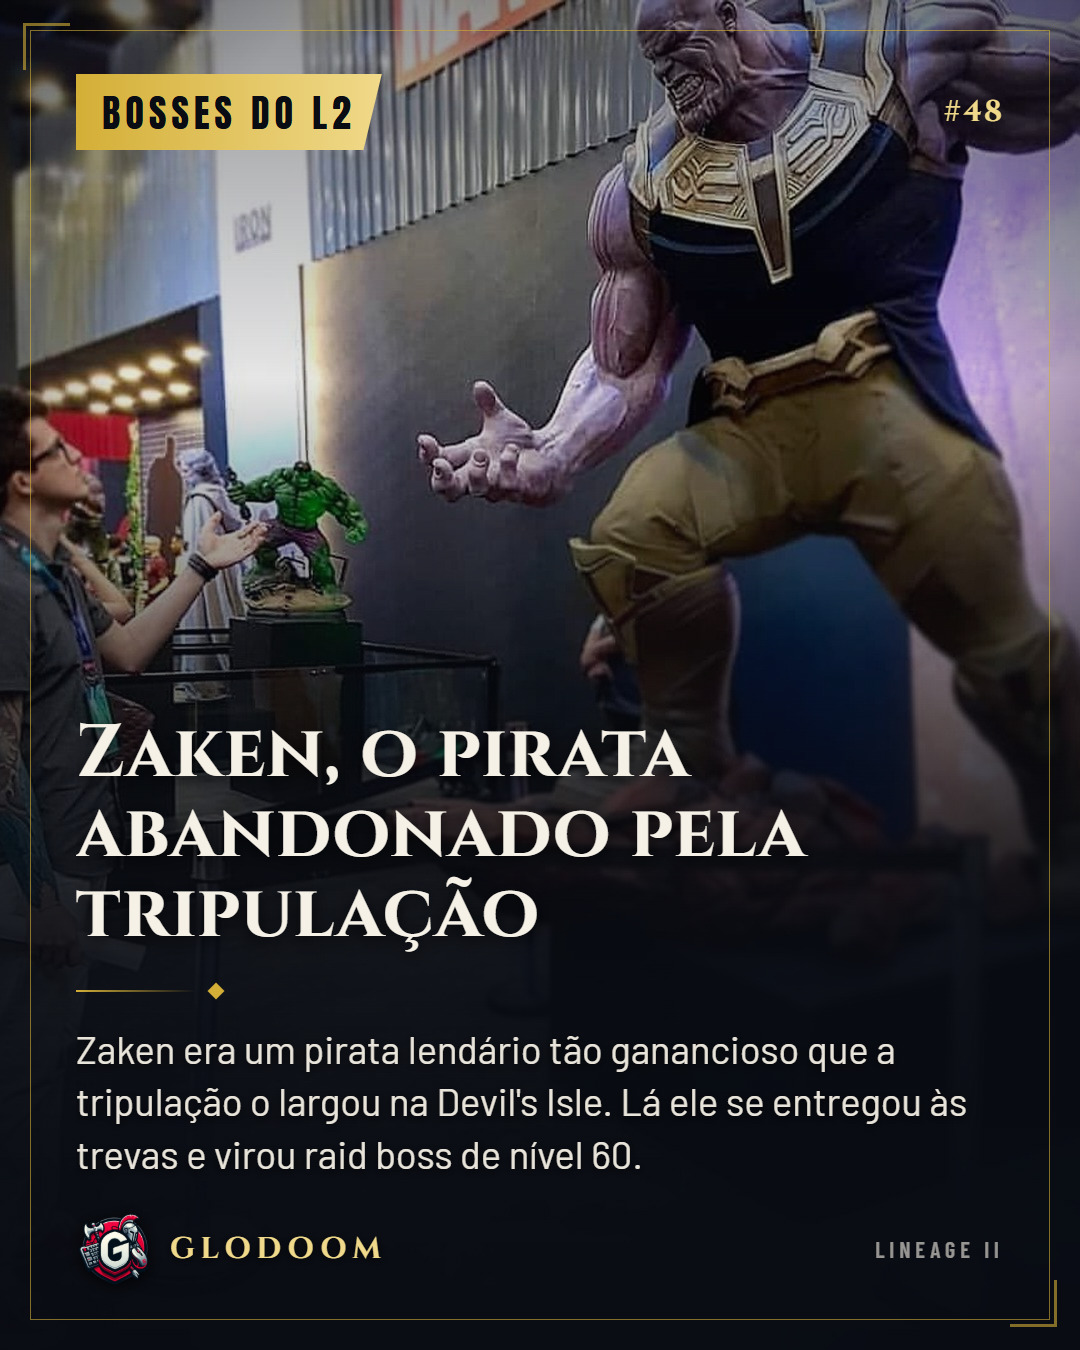 BOSSES DO L2
#48
IRON
ZAKEN, O PIRATA
ABANDONADO PELA
TRIPULAÇÃO
Zaken era um pirata lendário tão ganancioso que a
tripulação o largou na Devil's Isle. Lá ele se entregou às
trevas e virou raid boss de nível 60.
G
GLODOOM
LINEAGE II